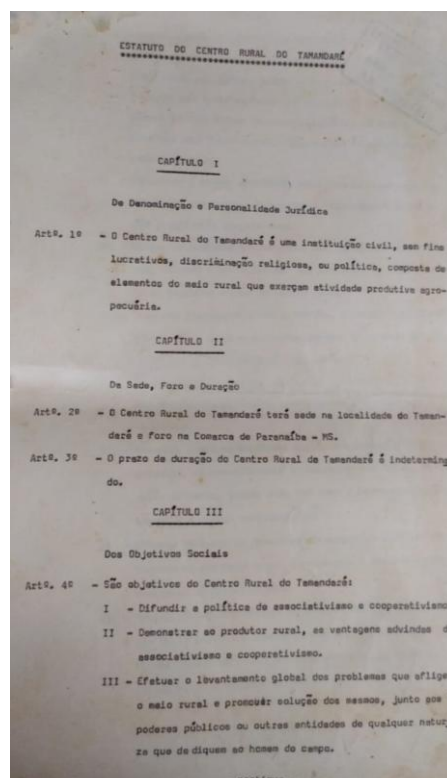 ESTATUTO DO CENTRO RURAL DO TAMANDARÉ
CAPÍTULO I
Da Denominação e Personalidade Jurídica
Artº. 1º - O Centro Rural do Tamandaré é uma instituição civil, sem fins
lucrativos, discriminação religiosa, ou política, composta de
elementos do meio rural que exerçam atividade produtiva agro-
pecuária.
CAPÍTULO II
Da Sede, Foro e Duração
Artº. 2º - O Centro Rural do Tamandaré terá sede na localidade do Taman-
daré e foro na Comarca de Paranaíba - MS.
Artº. 3º - O prazo de duração do Centro Rural de Tamandaré é indetermina
do.
CAPÍTULO III
Dos Objetivos Sociais
Artº. 4º - São objetivos do Centro Rural do Tamandaré:
I - Difundir a política de associativismo e cooperativismo
II - Demonstrar ao produtor rural, as vantagens advindas d
associativismo e cooperativismo.
III - Efetuar o levantamento global dos problemas que aflige
o meio rural e promover solução dos mesmos, junto aos
poderes públicos ou outras entidades de qualquer natur
za que dediquem ao homem do campo.